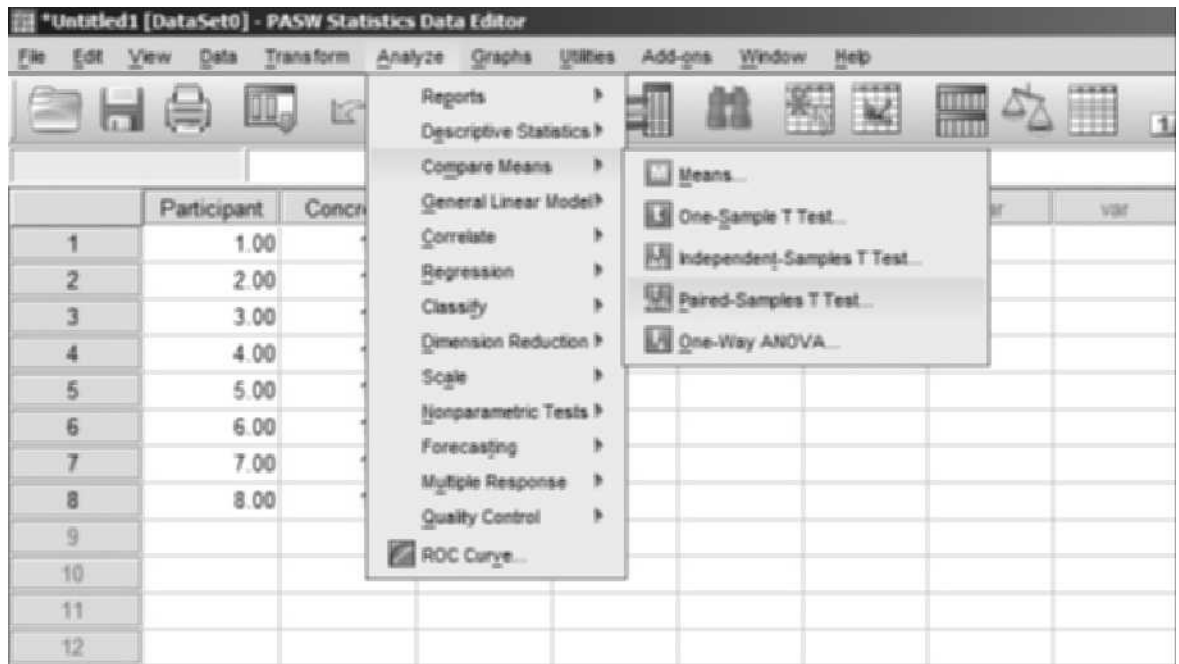 *Untitled1 [DataSet0] - PASW Statistics Data Editor
File Edit View Data Transform Analyze Graphs Utilities Add-ons Window Help
Reports
Descriptive Statistics
Compare Means
General Linear Model
Correlate
Regression
Classify
Dimension Reduction
Scale
Nonparametric Tests
Forecasting
Multiple Response
Quality Control
ROC Curve...
Means...
One-Sample T Test...
Independent-Samples T Test...
Paired-Samples T Test...
One-Way ANOVA...
Participant var
1 1.00
2 2.00
3 3.00
4 4.00
5 5.00
6 6.00
7 7.00
8 8.00
9
10
11
12